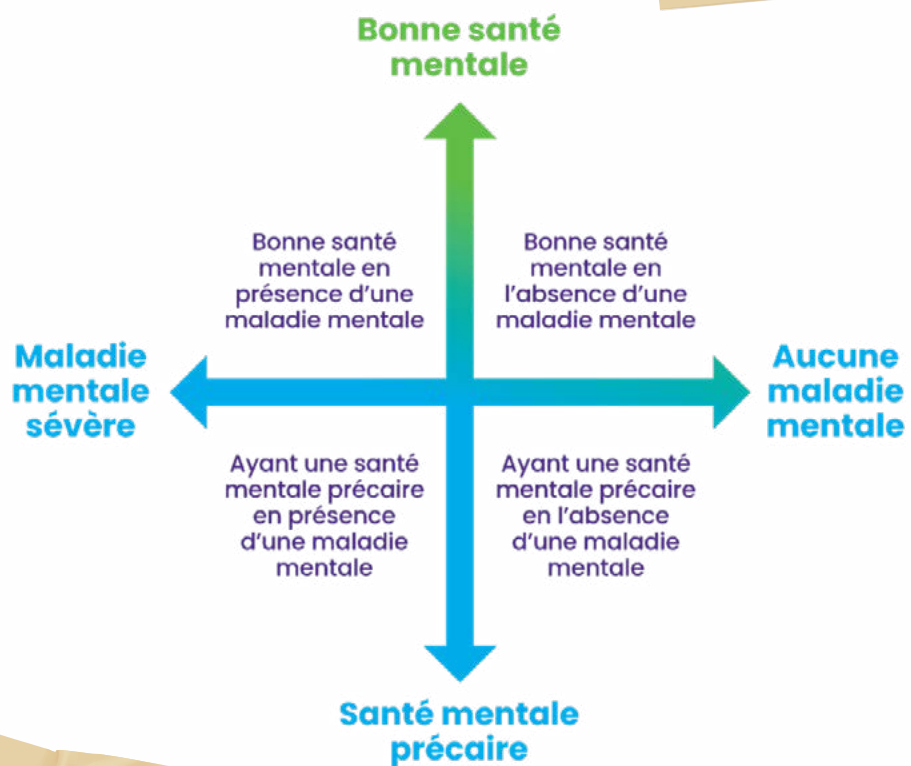 Bonne santé
mentale
Bonne santé
mentale en
présence d'une
maladie mentale
Bonne santé
mentale en
l'absence d'une
maladie mentale
Maladie
mentale
sévère
Aucune
maladie
mentale
Ayant une santé
mentale précaire
en présence
d'une maladie
mentale
Ayant une santé
mentale précaire
en l'absence
d'une maladie
mentale
Santé mentale
précaire